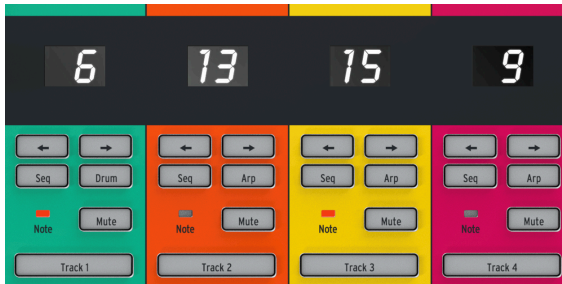 6 13 15 9
← → ← → ← → ← →
Seq Drum Seq Arp Seq Arp Seq Arp
Mute Mute Mute Mute
Note Note Note Note
Track 1 Track 2 Track 3 Track 4